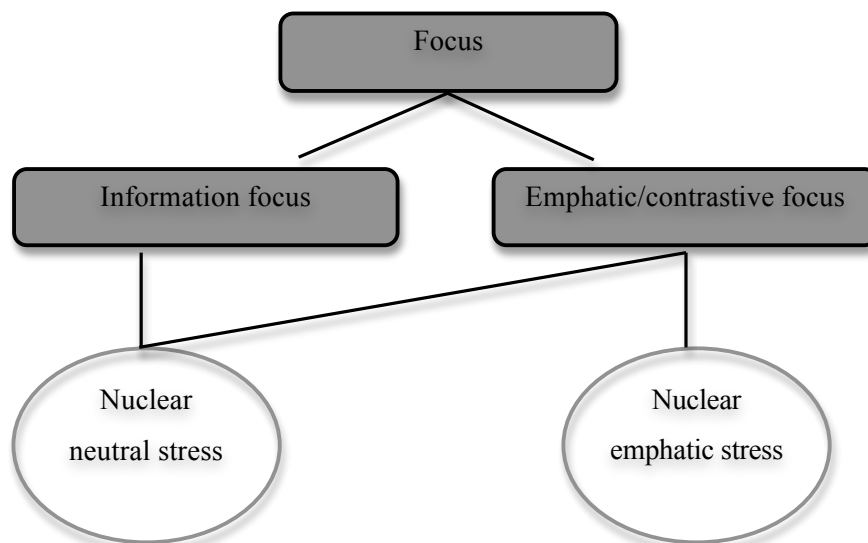 Focus
Information focus
Emphatic/contrastive focus
Nuclear
neutral stress
Nuclear
emphatic stress